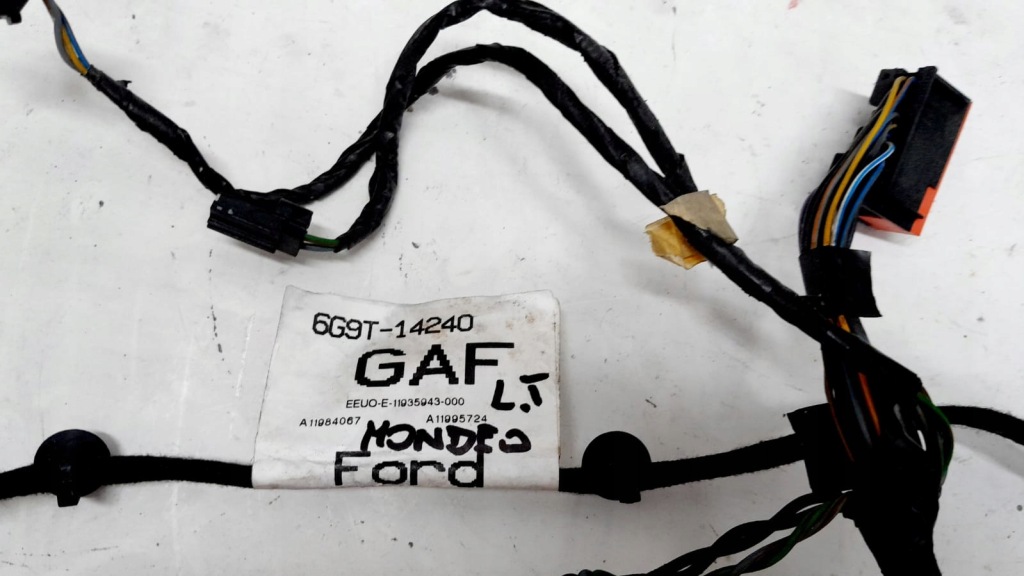 6G9T-14240
GAF
L.T
EEUO-E-11935943-000
A11984067 A11995724
MONDEO
Ford